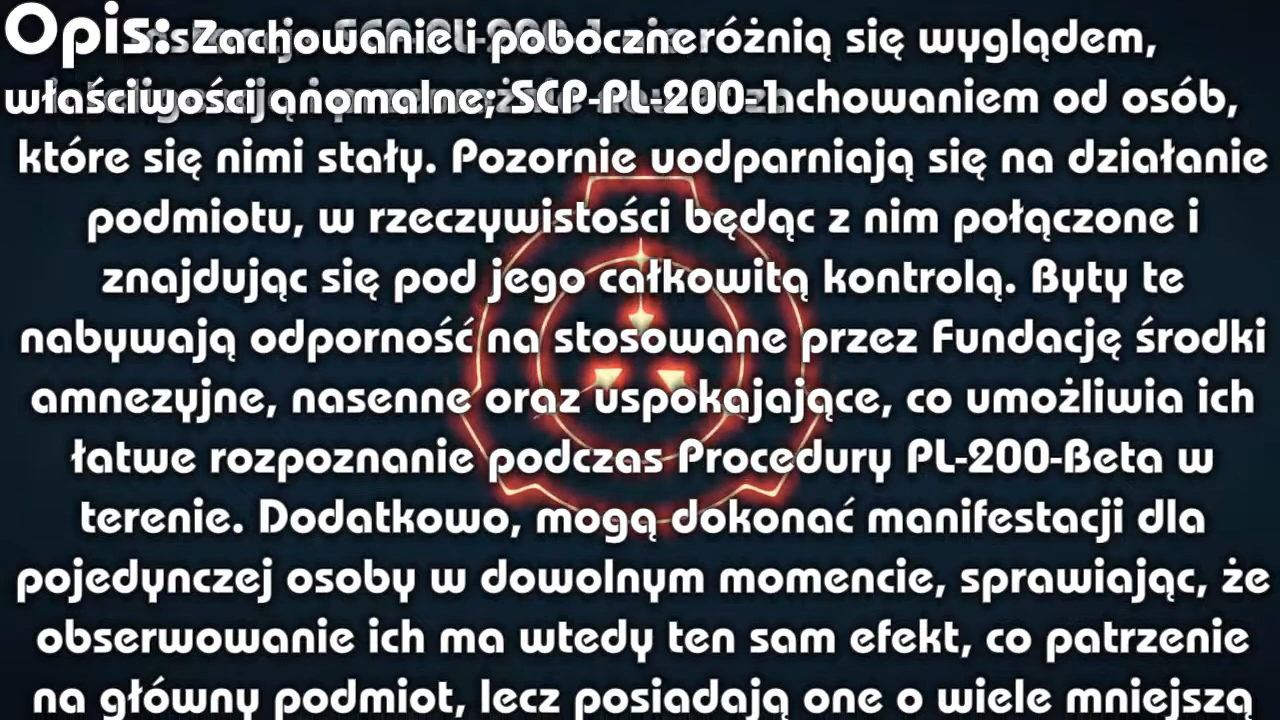 Opis: Zachowanie i poboczne różnią się wyglądem,
właściwości anomalne; SCP-PL-200-1 zachowaniem od osób,
które się nimi stały. Pozornie uodparniają się na działanie
podmiotu, w rzeczywistości będąc z nim połączone i
znajdując się pod jego całkowitą kontrolą. Byty te
nabywają odporność na stosowane przez Fundację środki
amnezyjne, nasenne oraz uspokajające, co umożliwia ich
łatwe rozpoznanie podczas Procedury PL-200-Beta w
terenie. Dodatkowo, mogą dokonać manifestacji dla
pojedynczej osoby w dowolnym momencie, sprawiając, że
obserwowanie ich ma wtedy ten sam efekt, co patrzenie
na główny podmiot, lecz posiadają one o wiele mniejszą